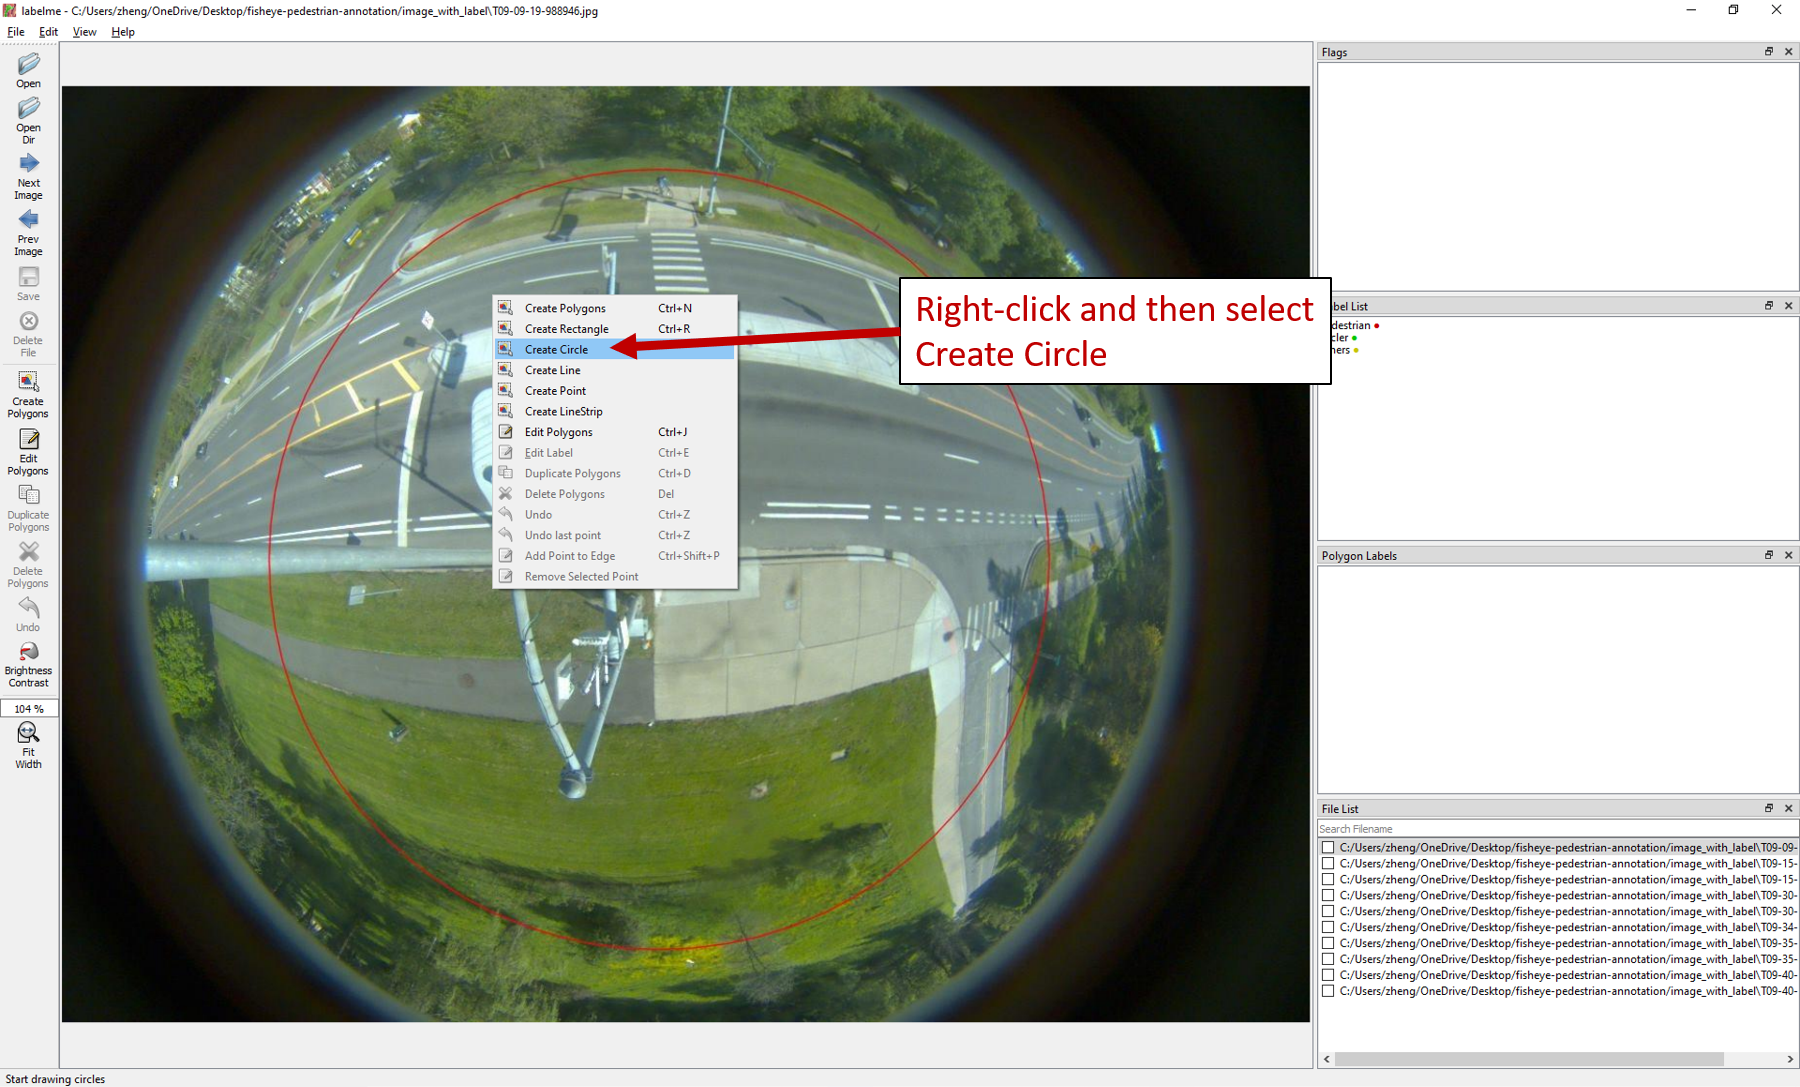 labelme - C:/Users/zheng/OneDrive/Desktop/fisheye-pedestrian-annotation/image_with_label\T09-09-19-988946.jpg
File Edit View Help
Open
Open
Dir
Next
Image
Prev
Image
Save
Delete
File
Create
Polygons
Edit
Polygons
Duplicate
Polygons
Delete
Polygons
Undo
Brightness
Contrast
104 %
Fit
Width
Create Polygons Ctrl+N
Create Rectangle Ctrl+R
Create Circle
Create Line
Create Point
Create LineStrip
Edit Polygons Ctrl+J
Edit Label Ctrl+E
Duplicate Polygons Ctrl+D
Delete Polygons Del
Undo Ctrl+Z
Undo last point Ctrl+Z
Add Point to Edge Ctrl+Shift+P
Remove Selected Point
Right-click and then select
Create Circle
Flags
bel List
destrian
cler
hers
Polygon Labels
File List
Search Filename
C:/Users/zheng/OneDrive/Desktop/fisheye-pedestrian-annotation/image_with_label\T09-09-
C:/Users/zheng/OneDrive/Desktop/fisheye-pedestrian-annotation/image_with_label\T09-15-
C:/Users/zheng/OneDrive/Desktop/fisheye-pedestrian-annotation/image_with_label\T09-15-
C:/Users/zheng/OneDrive/Desktop/fisheye-pedestrian-annotation/image_with_label\T09-30-
C:/Users/zheng/OneDrive/Desktop/fisheye-pedestrian-annotation/image_with_label\T09-30-
C:/Users/zheng/OneDrive/Desktop/fisheye-pedestrian-annotation/image_with_label\T09-34-
C:/Users/zheng/OneDrive/Desktop/fisheye-pedestrian-annotation/image_with_label\T09-35-
C:/Users/zheng/OneDrive/Desktop/fisheye-pedestrian-annotation/image_with_label\T09-35-
C:/Users/zheng/OneDrive/Desktop/fisheye-pedestrian-annotation/image_with_label\T09-40-
C:/Users/zheng/OneDrive/Desktop/fisheye-pedestrian-annotation/image_with_label\T09-40-
Start drawing circles